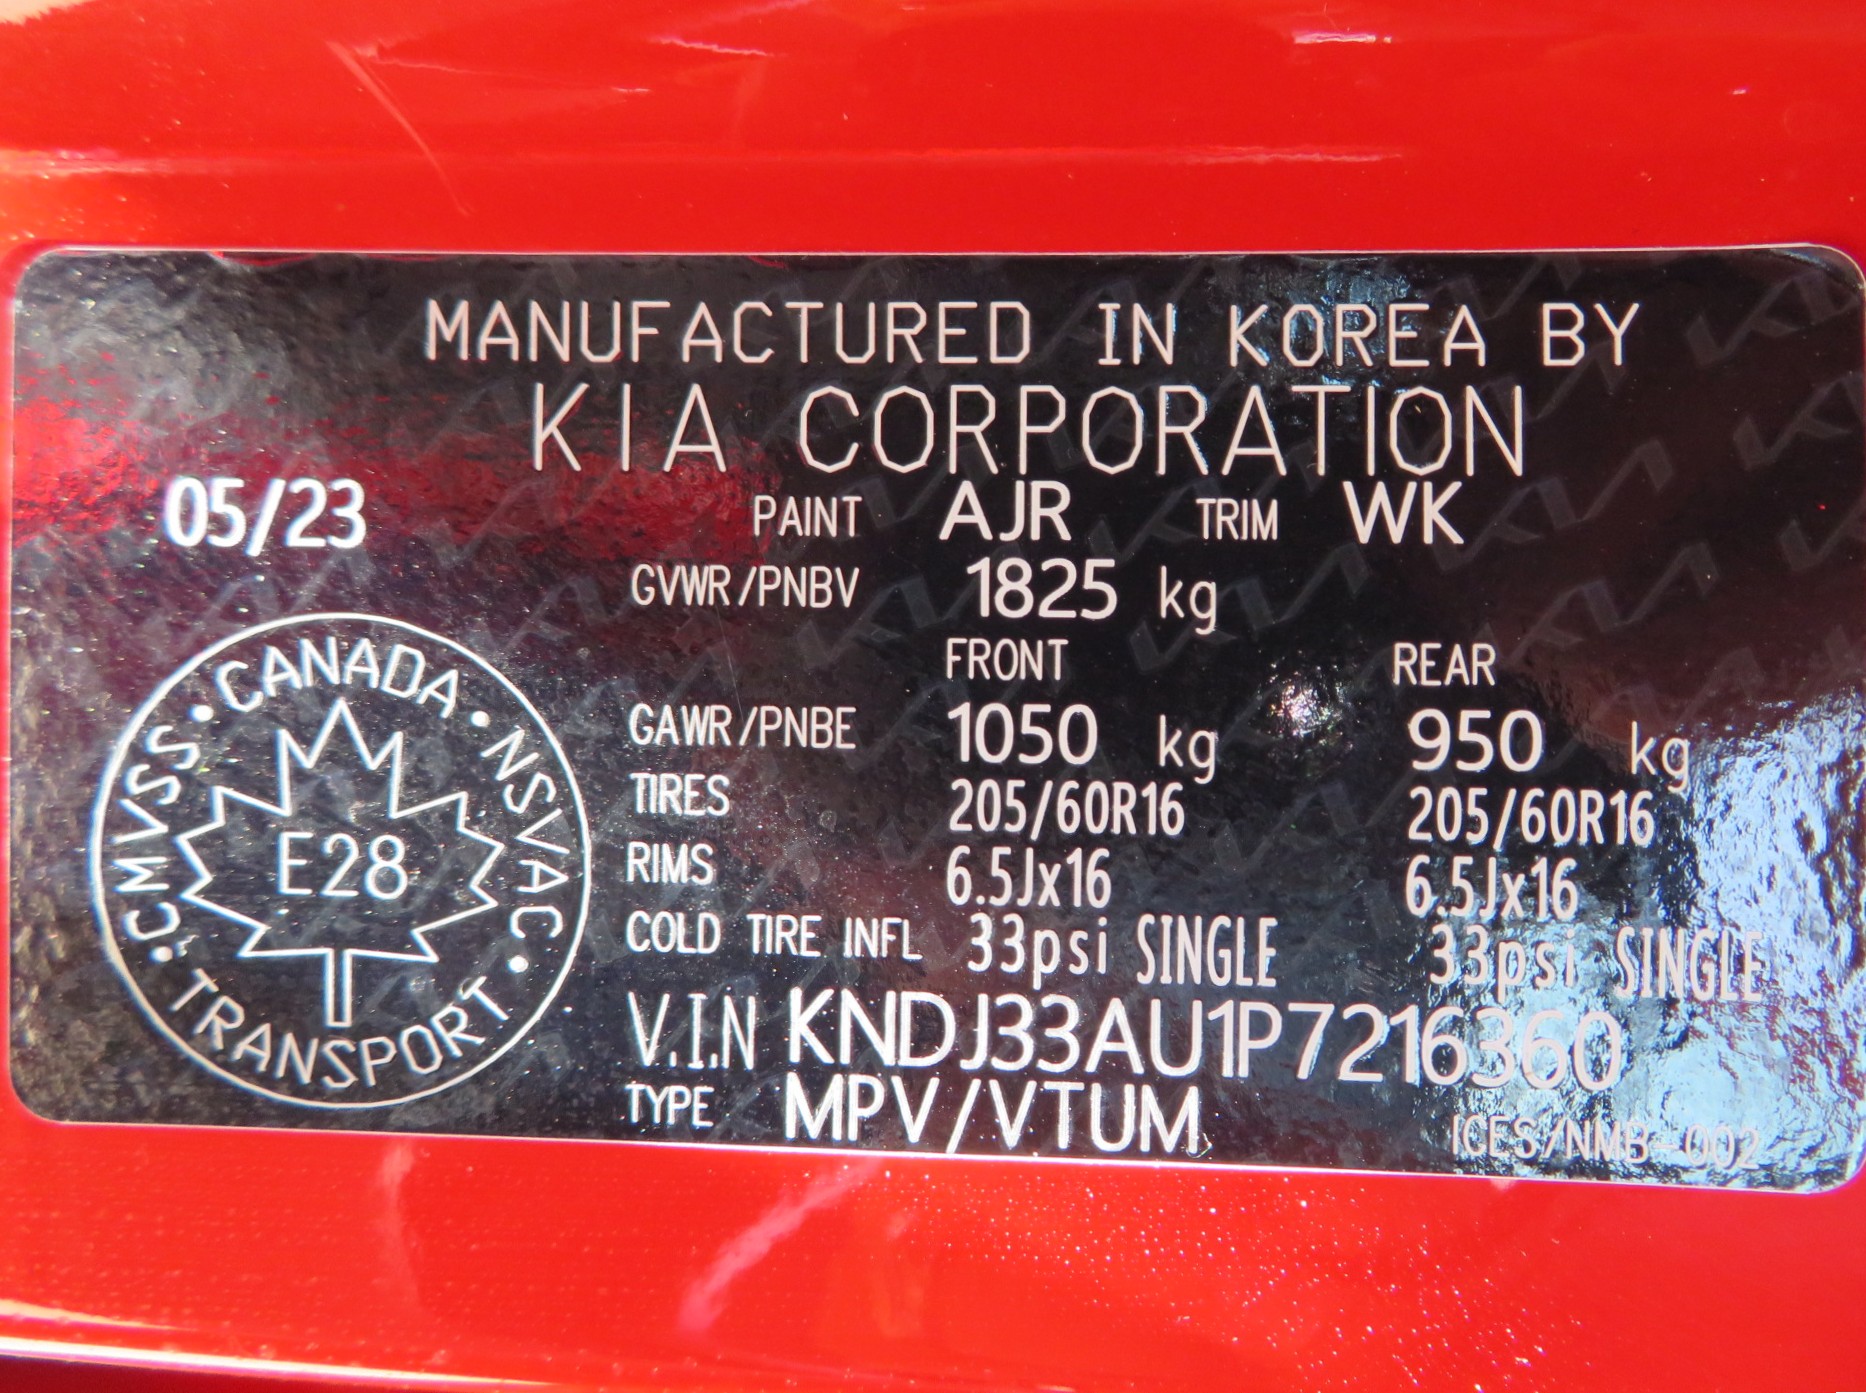 MANUFACTURED IN KOREA BY
KIA CORPORATION
05/23
PAINT AJR TRIM WK
GVWR/PNBV 1825 kg
FRONT REAR
GAWR/PNBE 1050 kg 950 kg
TIRES 205/60R16 205/60R16
RIMS 6.5Jx16 6.5Jx16
COLD TIRE INFL 33psi SINGLE 33psi SINGLE
V.I.N KNDJ33AU1P7216360
TYPE MPV/VTUM
ICES/NMB-002
CMVSS • CANADA • NSVAC •
E28
TRANSPORT •